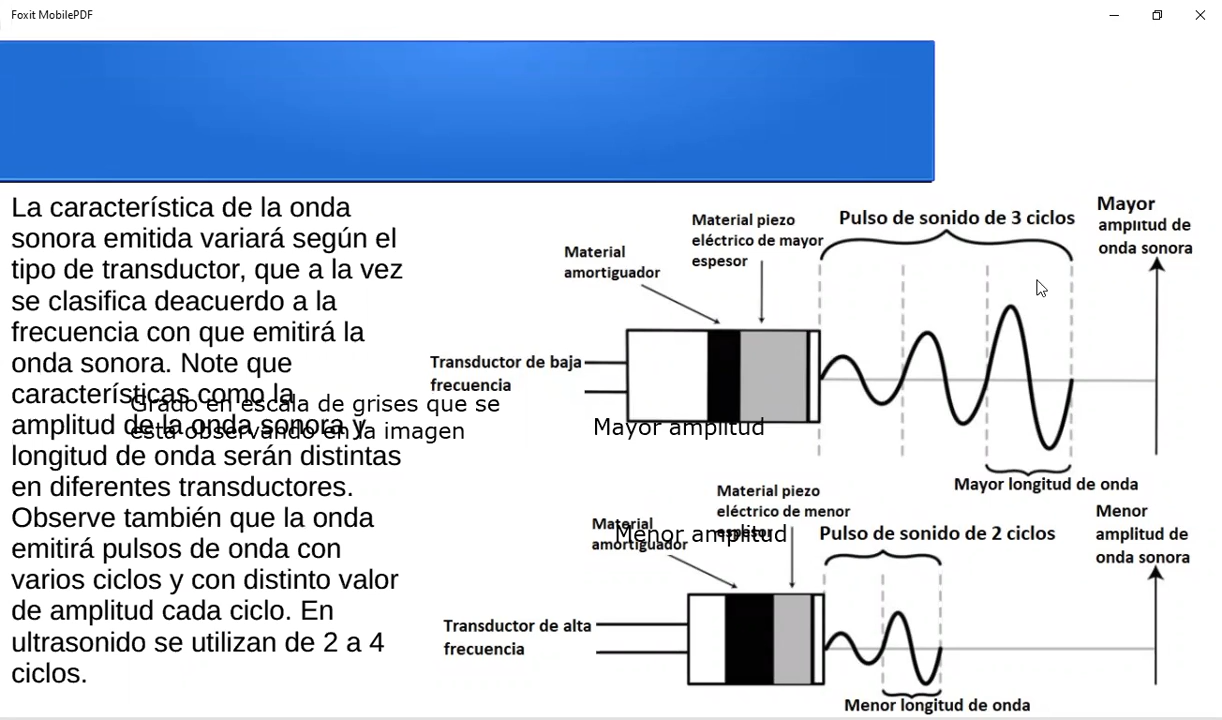 Foxit MobilePDF
La característica de la onda
sonora emitida variará según el
tipo de transductor, que a la vez
se clasifica deacuerdo a la
frecuencia con que emitirá la
onda sonora. Note que
características como la
amplitud de la onda sonora y
longitud de onda serán distintas
en diferentes transductores.
Observe también que la onda
emitirá pulsos de onda con
varios ciclos y con distinto valor
de amplitud cada ciclo. En
ultrasonido se utilizan de 2 a 4
ciclos.
Grado en escala de grises que se
esta observando en la imagen
Material
amortiguador
Material piezo
eléctrico de mayor
espesor
Pulso de sonido de 3 ciclos
Mayor
amplitud de
onda sonora
Transductor de baja
frecuencia
Mayor amplitud
Mayor longitud de onda
Material
amortiguador
Material piezo
eléctrico de menor
espesor
Menor amplitud
Pulso de sonido de 2 ciclos
Menor
amplitud de
onda sonora
Transductor de alta
frecuencia
Menor longitud de onda